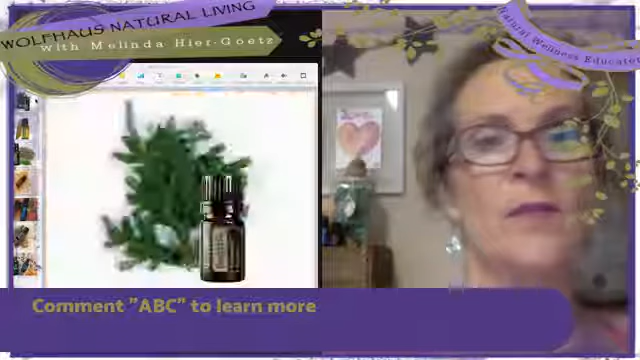 WOLFHAUS NATURAL LIVING
with Melinda Hier-Goetz
Natural Wellness Educator
Comment "ABC" to learn more